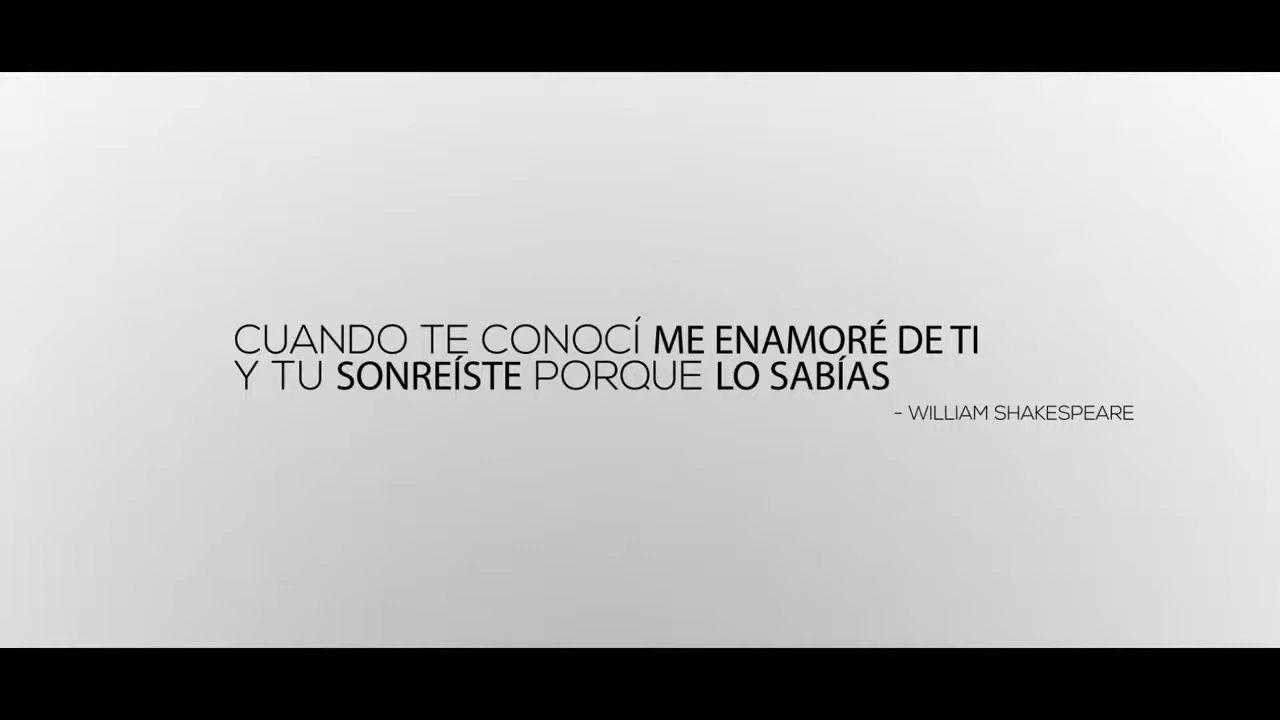 CUANDO TE CONOCÍ ME ENAMORÉ DE TI
Y TU SONREÍSTE PORQUE LO SABÍAS
- WILLIAM SHAKESPEARE